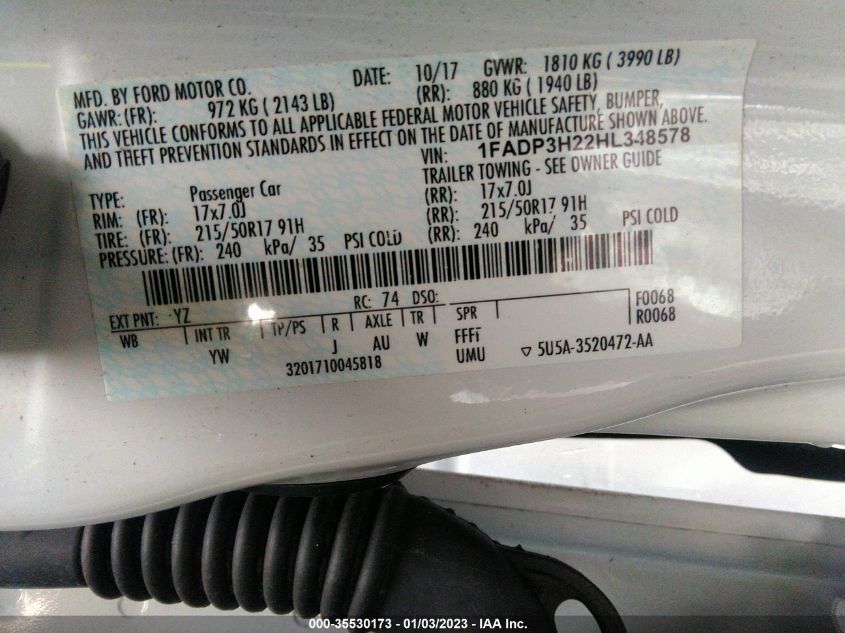 MFD. BY FORD MOTOR CO. DATE: 10/17 GVWR: 1810 KG ( 3990 LB)
GAWR: (FR): 972 KG ( 2143 LB) (RR): 880 KG ( 1940 LB)
THIS VEHICLE CONFORMS TO ALL APPLICABLE FEDERAL MOTOR VEHICLE SAFETY, BUMPER,
AND THEFT PREVENTION STANDARDS IN EFFECT ON THE DATE OF MANUFACTURE SHOWN ABOVE.
VIN: 1FADP3H22HL348578
TYPE: Passenger Car TRAILER TOWING - SEE OWNER GUIDE
RIM: (FR): 17x7.0J (RR): 17x7.0J
TIRE: (FR): 215/50R17 91H (RR): 215/50R17 91H
PRESSURE: (FR): 240 kPa/ 35 PSI COLD (RR): 240 kPa/ 35 PSI COLD
EXT PNT: YZ RC: 74 DSO: F0068
WB INT TR TP/PS R AXLE TR SPR R0068
YW J AU W FFFF
3201710045818 UMU ▽ 5U5A-3520472-AA
000-35530173 - 01/03/2023 - IAA Inc.